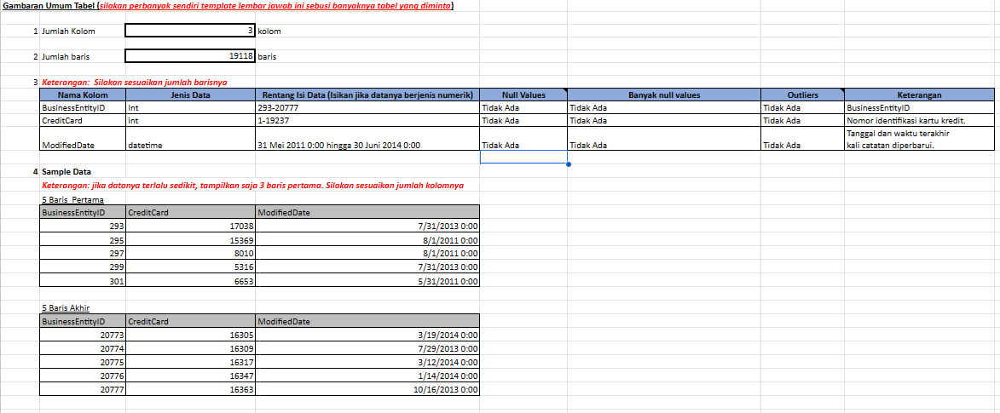 Gambaran Umum Tabel (silakan perbanyak sendiri template lembar jawab ini sebusi banyaknya tabel yang diminta)
1 Jumlah Kolom 3 kolom
2 Jumlah baris 19118 baris
3 Keterangan: Silakan sesuaikan jumlah barisnya
Nama Kolom Jenis Data Rentang Isi Data (Isikan jika datanya berjenis numerik) Null Values Banyak null values Outliers Keterangan
BusinessEntityID Int 293-20777 Tidak Ada Tidak Ada Tidak Ada BusinessEntityID
CreditCard int 1-19237 Tidak Ada Tidak Ada Tidak Ada Nomor identifikasi kartu kredit.
Tanggal dan waktu terakhir
ModifiedDate datetime 31 Mei 2011 0:00 hingga 30 Juni 2014 0:00 Tidak Ada Tidak Ada Tidak Ada kali catatan diperbarui.
4 Sample Data
Keterangan: jika datanya terlalu sedikit, tampilkan saja 3 baris pertama. Silakan sesuaikan jumlah kolomnya
5 Baris Pertama
BusinessEntityID CreditCard ModifiedDate
293 17038 7/31/2013 0:00
295 15369 8/1/2011 0:00
297 8010 8/1/2011 0:00
299 5316 7/31/2013 0:00
301 6653 5/31/2011 0:00
5 Baris Akhir
BusinessEntityID CreditCard ModifiedDate
20773 16305 3/19/2014 0:00
20774 16309 7/29/2013 0:00
20775 16317 3/12/2014 0:00
20776 16347 1/14/2014 0:00
20777 16363 10/16/2013 0:00